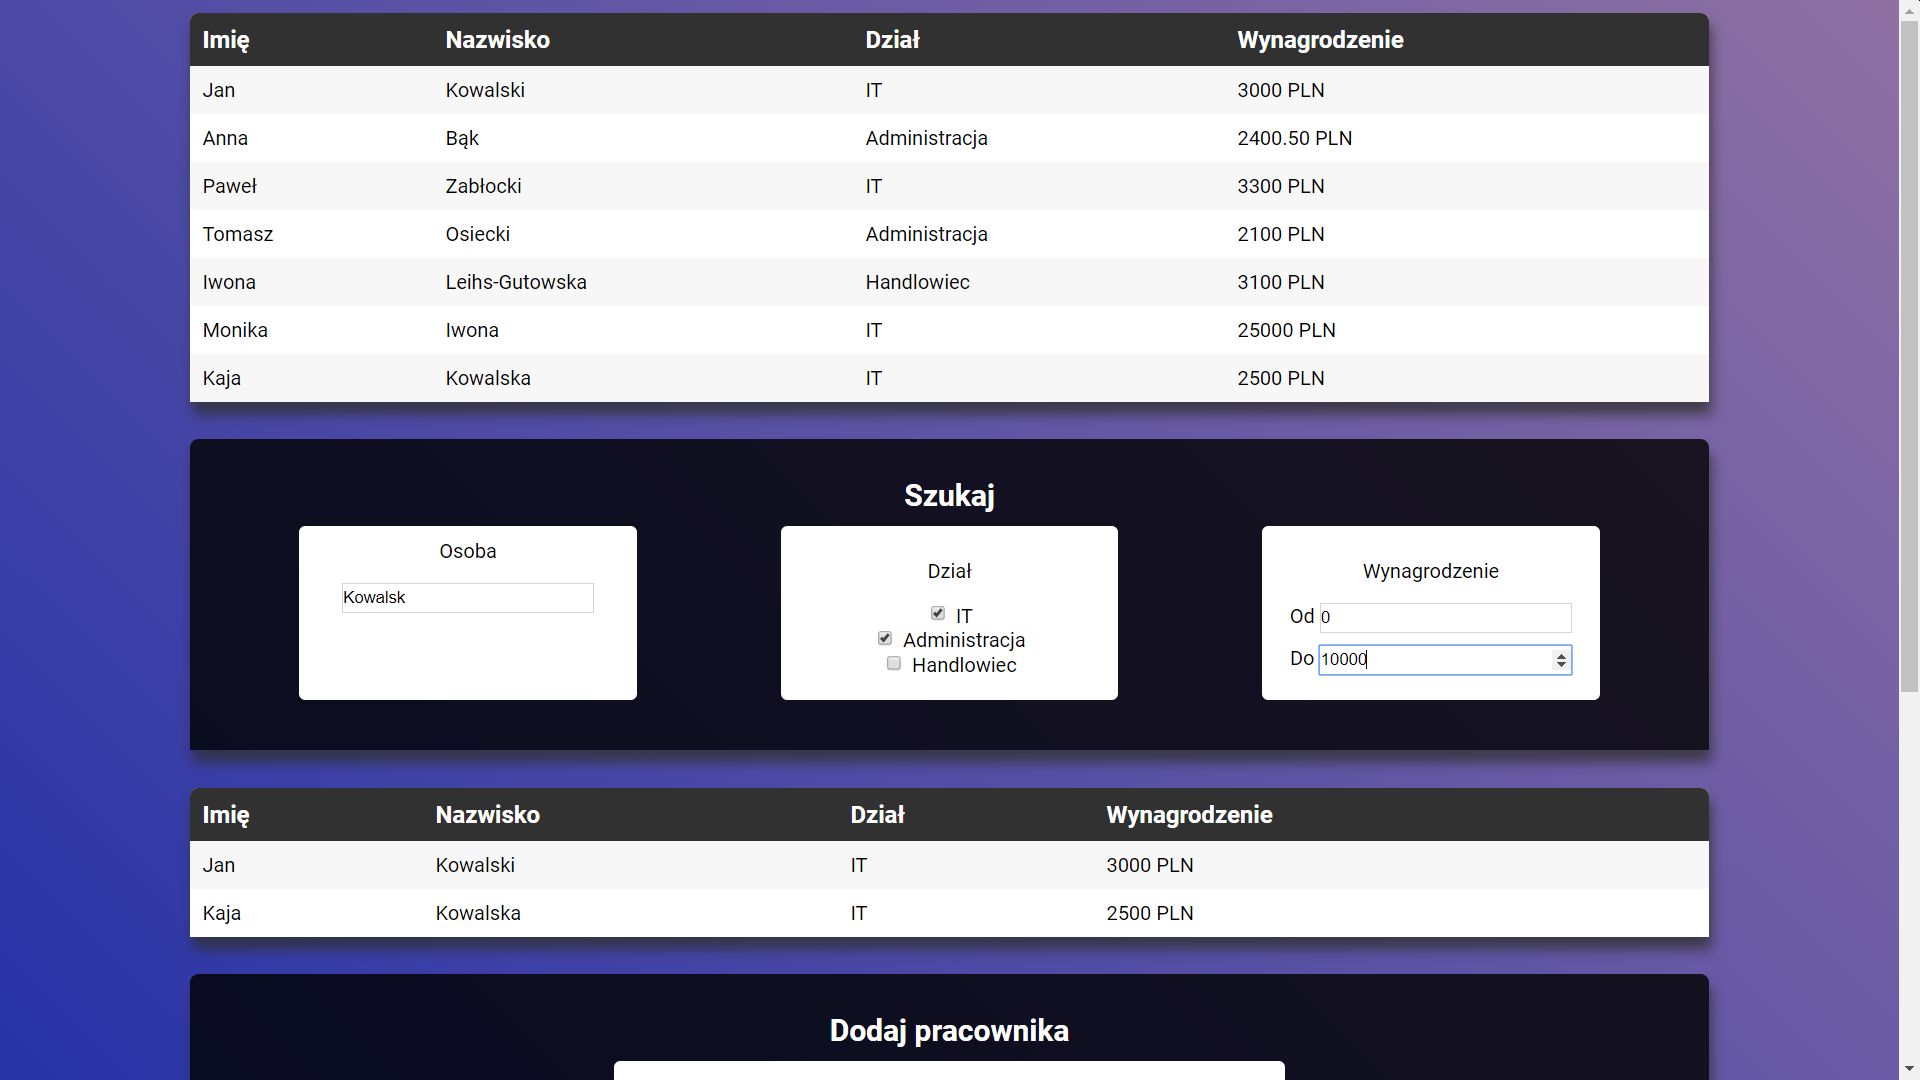 Imię Nazwisko Dział Wynagrodzenie
Jan Kowalski IT 3000 PLN
Anna Bąk Administracja 2400.50 PLN
Paweł Zabłocki IT 3300 PLN
Tomasz Osiecki Administracja 2100 PLN
Iwona Leihs-Gutowska Handlowiec 3100 PLN
Monika Iwona IT 25000 PLN
Kaja Kowalska IT 2500 PLN
Szukaj
Osoba
Kowalsk
Dział
IT
Administracja
Handlowiec
Wynagrodzenie
Od 0
Do 10000
Imię Nazwisko Dział Wynagrodzenie
Jan Kowalski IT 3000 PLN
Kaja Kowalska IT 2500 PLN
Dodaj pracownika